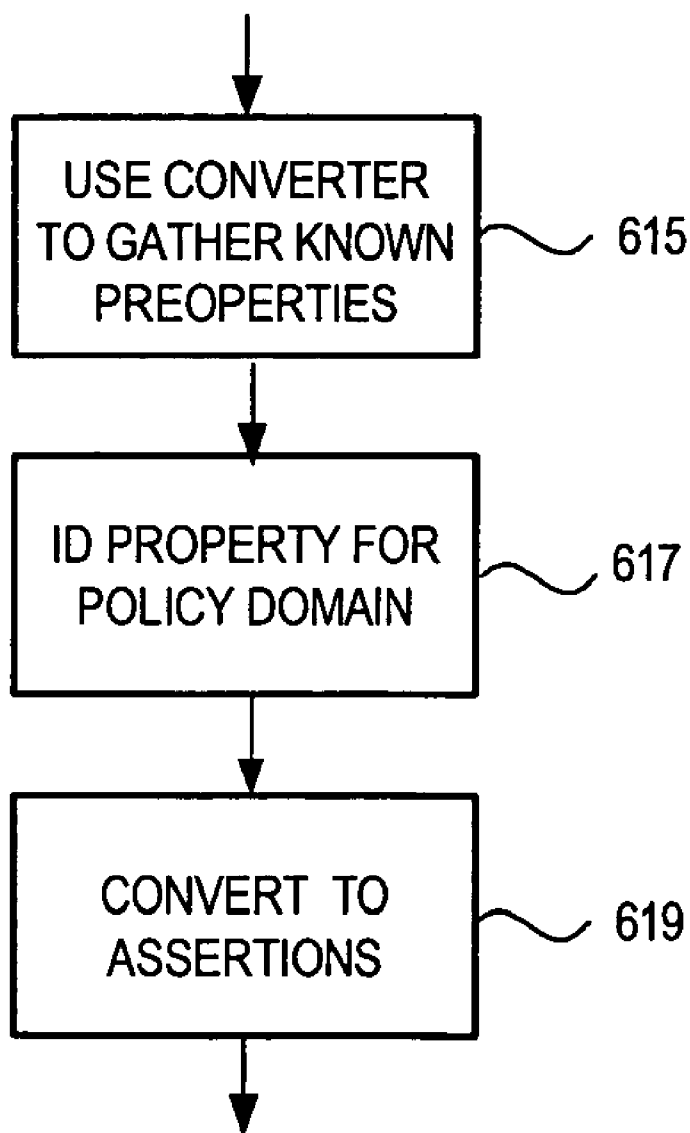 USE CONVERTER
TO GATHER KNOWN
PREOPERTIES
615
ID PROPERTY FOR
POLICY DOMAIN
617
CONVERT TO
ASSERTIONS
619